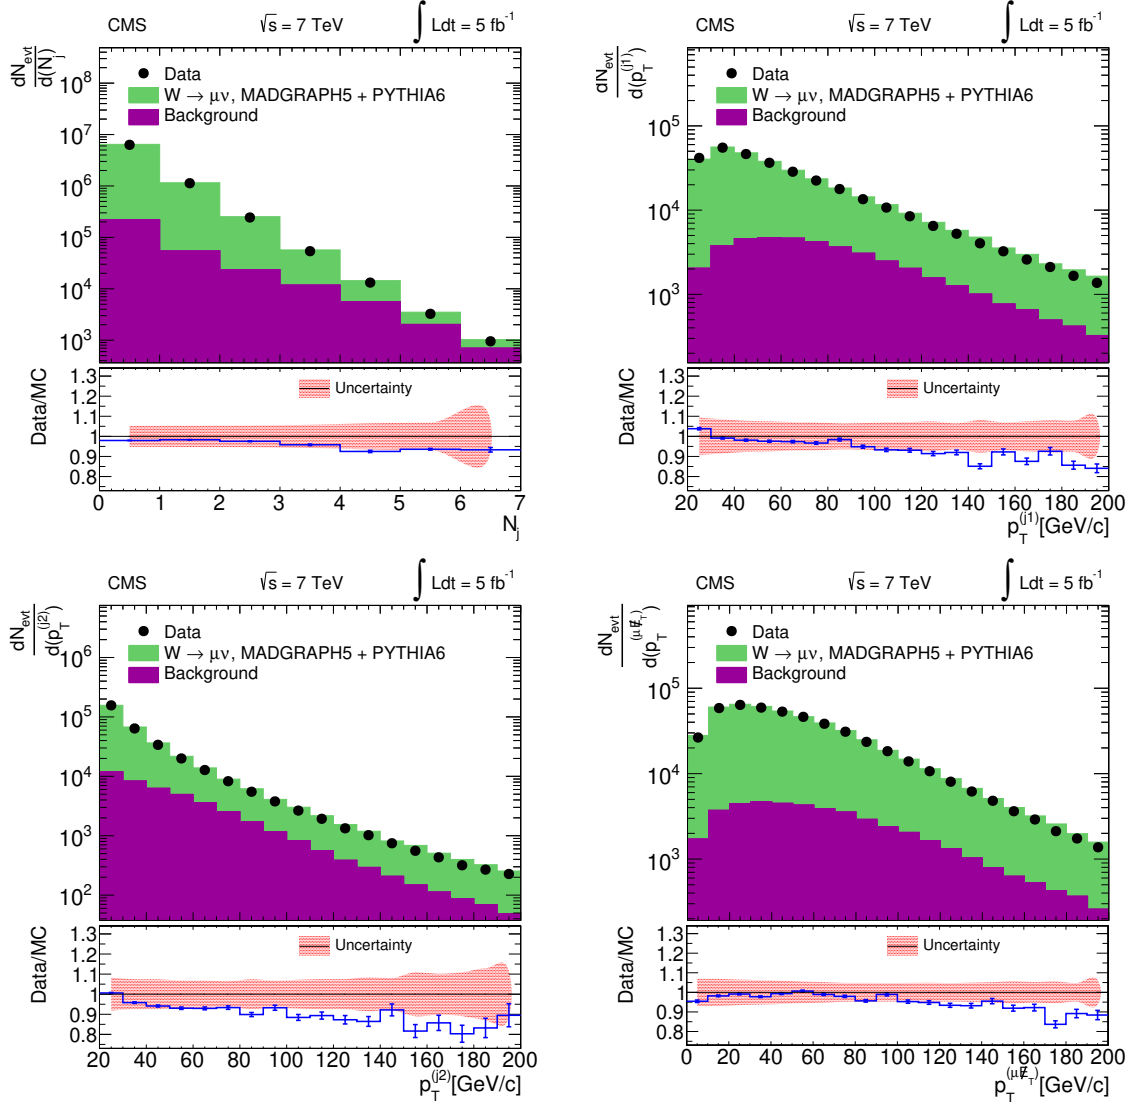 CMS √s = 7 TeV ∫ Ldt = 5 fb⁻¹
dN_evt / d(N_j)
Data
W → μν, MADGRAPH5 + PYTHIA6
Background
10⁸
10⁷
10⁶
10⁵
10⁴
10³
Data/MC
Uncertainty
1.3
1.2
1.1
1
0.9
0.8
0 1 2 3 4 5 6 7
N_j
CMS √s = 7 TeV ∫ Ldt = 5 fb⁻¹
dN_evt / d(p_T^(j1))
Data
W → μν, MADGRAPH5 + PYTHIA6
Background
10⁵
10⁴
10³
Data/MC
Uncertainty
1.3
1.2
1.1
1
0.9
0.8
20 40 60 80 100 120 140 160 180 200
p_T^(j1) [GeV/c]
CMS √s = 7 TeV ∫ Ldt = 5 fb⁻¹
dN_evt / d(p_T^(j2))
Data
W → μν, MADGRAPH5 + PYTHIA6
Background
10⁶
10⁵
10⁴
10³
10²
Data/MC
Uncertainty
1.3
1.2
1.1
1
0.9
0.8
20 40 60 80 100 120 140 160 180 200
p_T^(j2) [GeV/c]
CMS √s = 7 TeV ∫ Ldt = 5 fb⁻¹
dN_evt / d(p_T^(μE̸_T))
Data
W → μν, MADGRAPH5 + PYTHIA6
Background
10⁵
10⁴
10³
Data/MC
Uncertainty
1.3
1.2
1.1
1
0.9
0.8
0 20 40 60 80 100 120 140 160 180 200
p_T^(μE̸_T) [GeV/c]